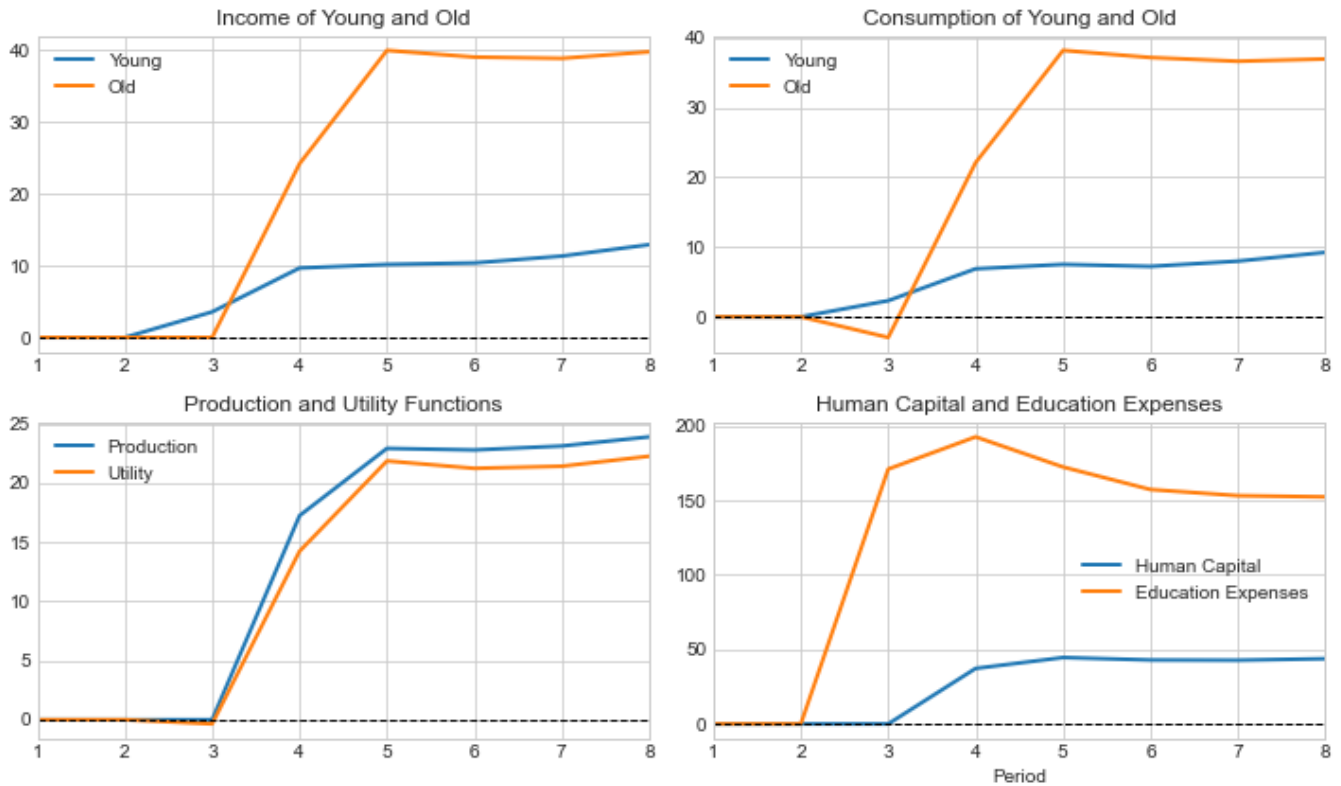 Income of Young and Old
Young
Old
40
30
20
10
0
1 2 3 4 5 6 7 8
Consumption of Young and Old
Young
Old
40
30
20
10
0
1 2 3 4 5 6 7 8
Production and Utility Functions
Production
Utility
25
20
15
10
5
0
1 2 3 4 5 6 7 8
Human Capital and Education Expenses
200
150
100
50
0
Human Capital
Education Expenses
1 2 3 4 5 6 7 8
Period